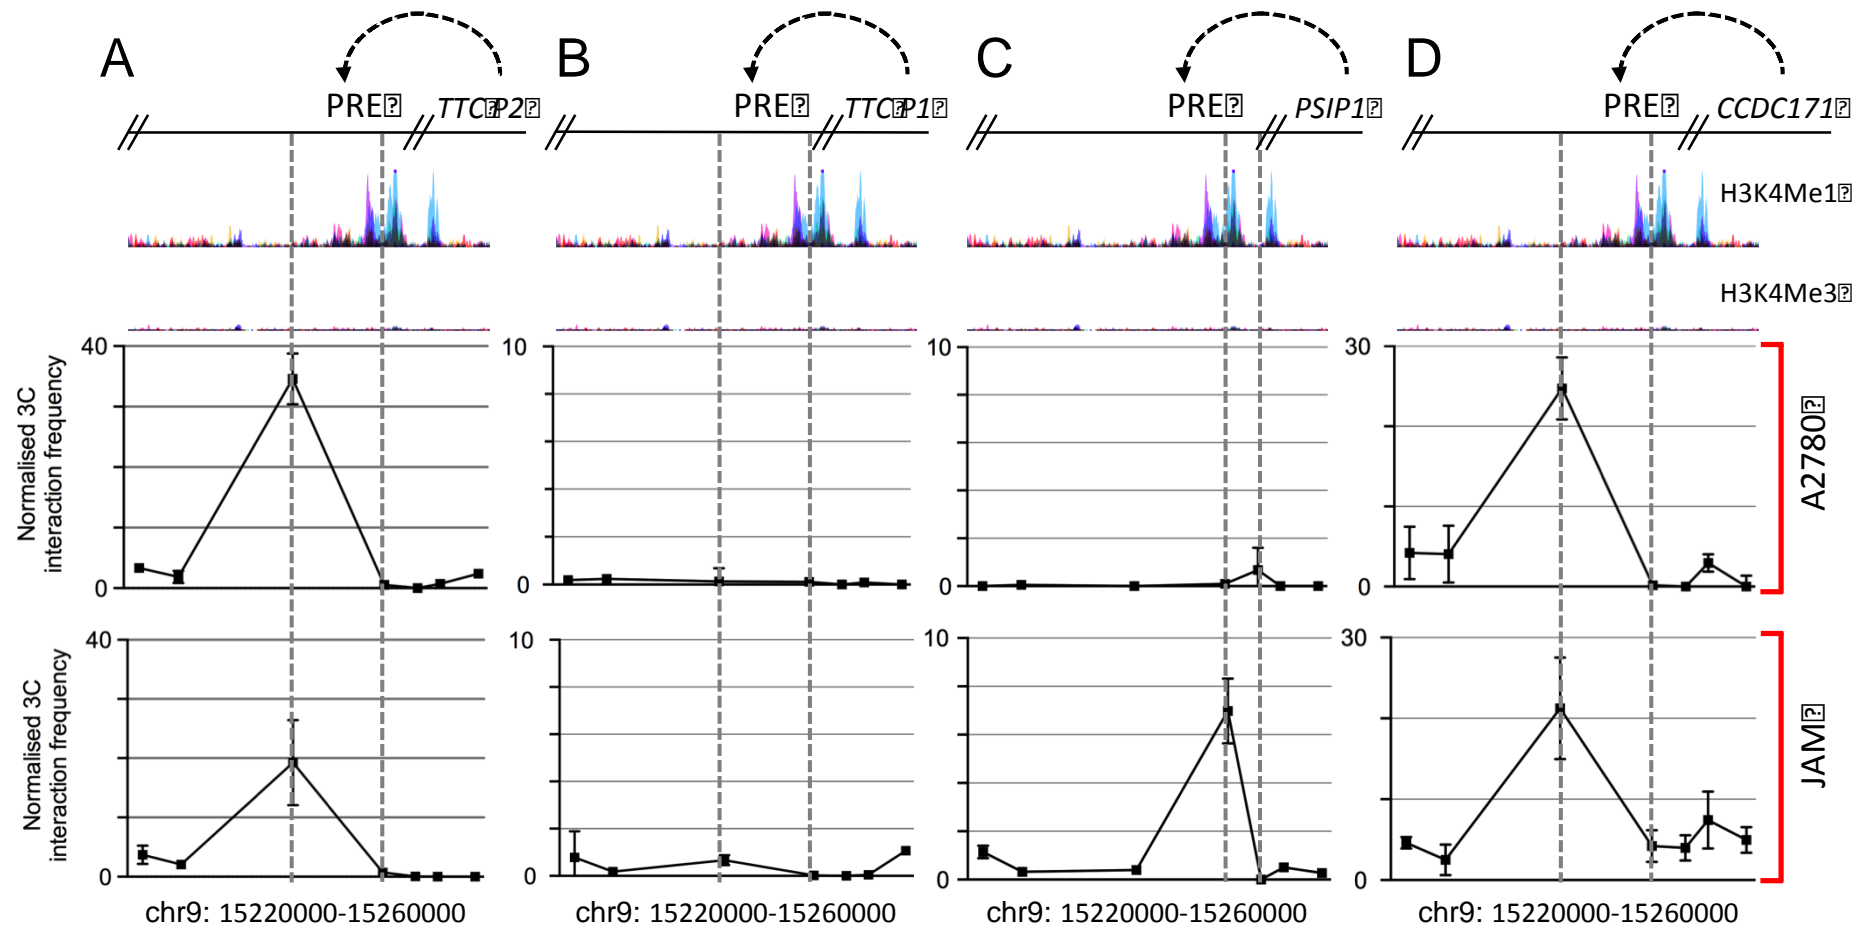 A B C D
PRE TTC P2 PRE TTC P1 PRE PSIP1 PRE CCDC171
H3K4Me1
H3K4Me3
40 10 10 30
Normalised 3C
interaction frequency
A2780
0 0 0 0
40 10 10 30
Normalised 3C
interaction frequency
JAM
0 0 0 0
chr9: 15220000-15260000 chr9: 15220000-15260000 chr9: 15220000-15260000 chr9: 15220000-15260000